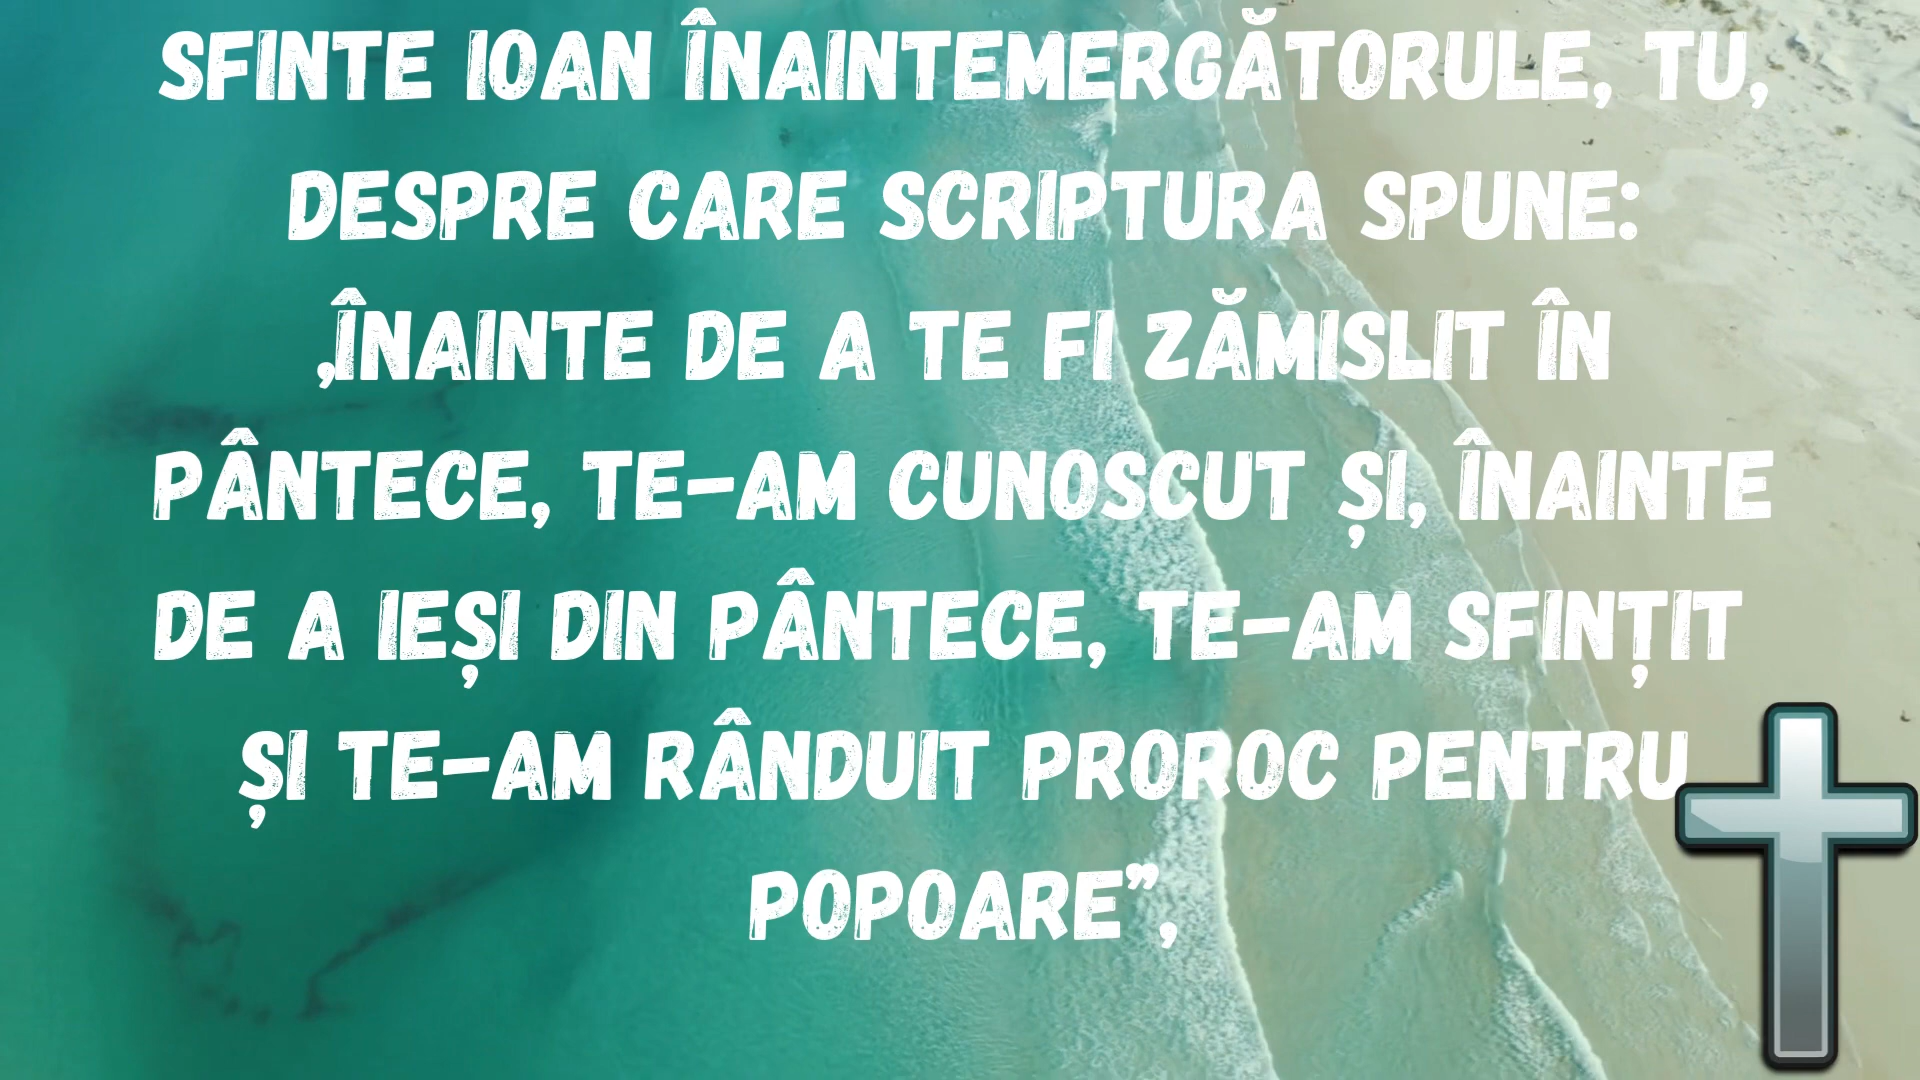 SFINTE IOAN ÎNAINTEMERGĂTORULE, TU,
DESPRE CARE SCRIPTURA SPUNE:
,ÎNAINTE DE A TE FI ZĂMISLIT ÎN
PÂNTECE, TE-AM CUNOSCUT ȘI, ÎNAINTE
DE A IEȘI DIN PÂNTECE, TE-AM SFINȚIT
ȘI TE-AM RÂNDUIT PROROC PENTRU
POPOARE”,